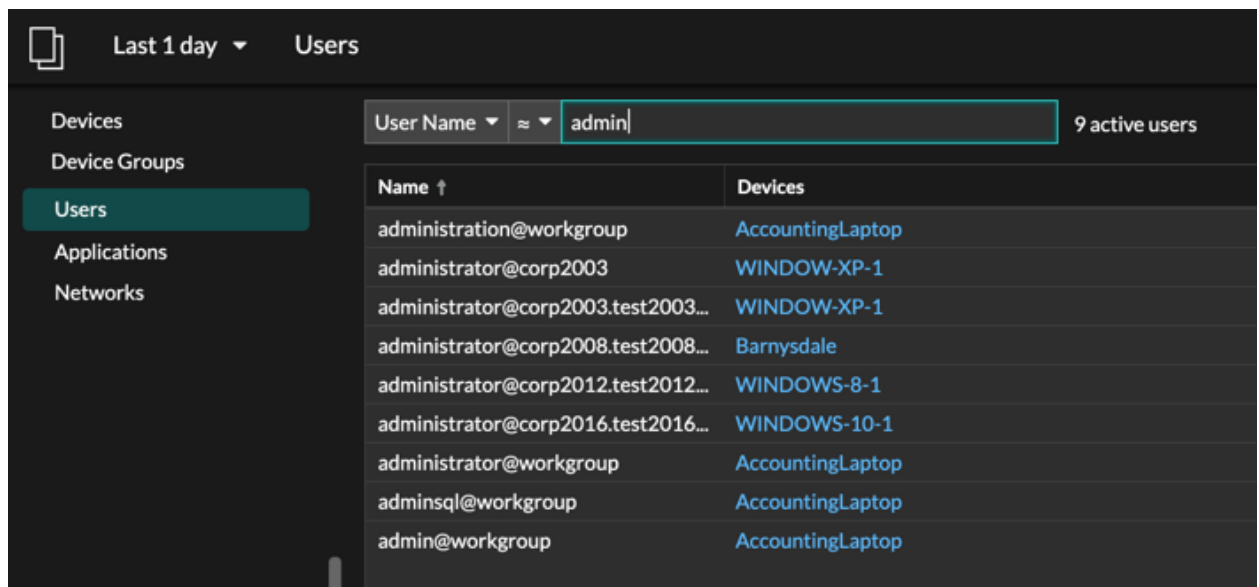 Last 1 day Users
Devices
Device Groups
Users
Applications
Networks
User Name ≈ admin 9 active users
Name ↑ Devices
administration@workgroup AccountingLaptop
administrator@corp2003 WINDOW-XP-1
administrator@corp2003.test2003... WINDOW-XP-1
administrator@corp2008.test2008... Barnysdale
administrator@corp2012.test2012... WINDOWS-8-1
administrator@corp2016.test2016... WINDOWS-10-1
administrator@workgroup AccountingLaptop
adminsql@workgroup AccountingLaptop
admin@workgroup AccountingLaptop